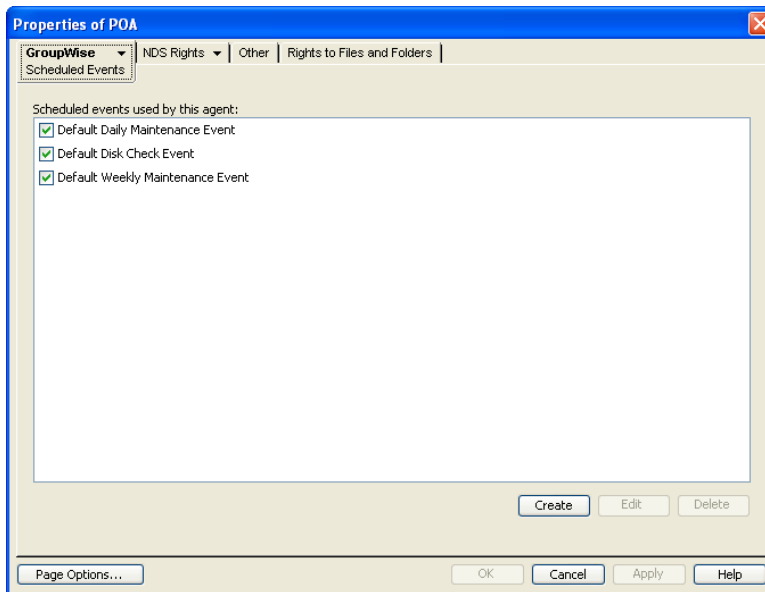 Properties of POA
GroupWise NDS Rights Other Rights to Files and Folders
Scheduled Events
Scheduled events used by this agent:
Default Daily Maintenance Event
Default Disk Check Event
Default Weekly Maintenance Event
Create Edit Delete
Page Options... OK Cancel Apply Help